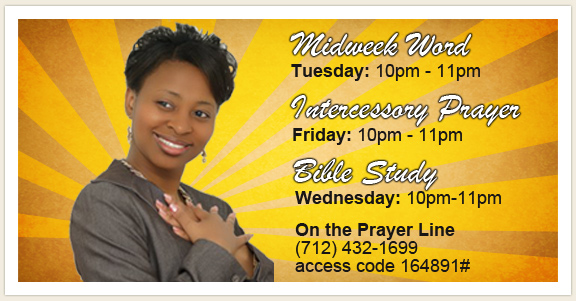 Midweek Word
Tuesday: 10pm - 11pm
Intercessory Prayer
Friday: 10pm - 11pm
Bible Study
Wednesday: 10pm-11pm
On the Prayer Line
(712) 432-1699
access code 164891#